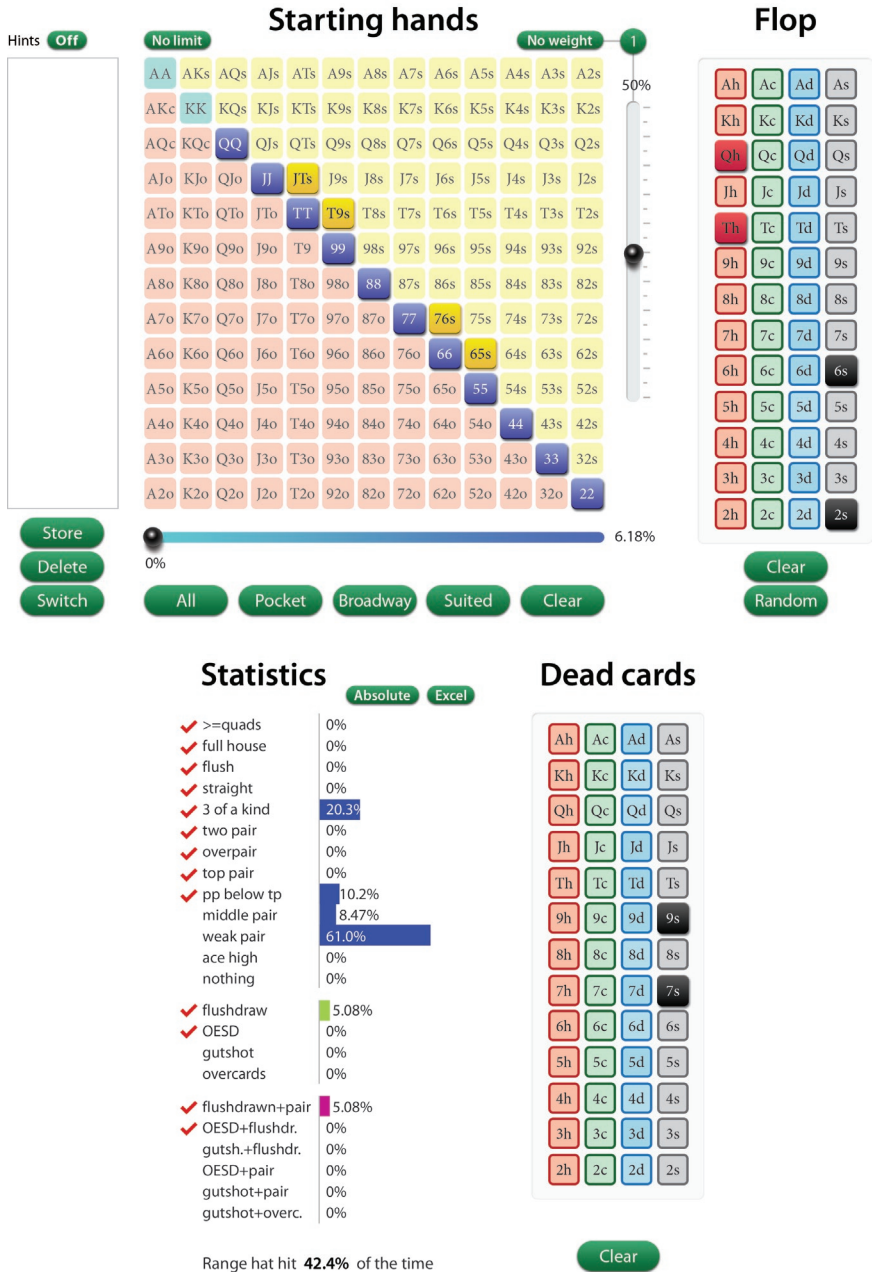 Starting hands
Flop
Hints Off
No limit
No weight
1
50%
AA AKs AQs AJs ATs A9s A8s A7s A6s A5s A4s A3s A2s
AKc KK KQs KJs KTs K9s K8s K7s K6s K5s K4s K3s K2s
AQc KQc QQ QJs QTs Q9s Q8s Q7s Q6s Q5s Q4s Q3s Q2s
AJo KJo QJo JJ JTs J9s J8s J7s J6s J5s J4s J3s J2s
ATo KTo QTo JTo TT T9s T8s T7s T6s T5s T4s T3s T2s
A9o K9o Q9o J9o T9 99 98s 97s 96s 95s 94s 93s 92s
A8o K8o Q8o J8o T8o 98o 88 87s 86s 85s 84s 83s 82s
A7o K7o Q7o J7o T7o 97o 87o 77 76s 75s 74s 73s 72s
A6o K6o Q6o J6o T6o 96o 86o 76o 66 65s 64s 63s 62s
A5o K5o Q5o J5o T5o 95o 85o 75o 65o 55 54s 53s 52s
A4o K4o Q4o J4o T4o 94o 84o 74o 64o 54o 44 43s 42s
A3o K3o Q3o J3o T3o 93o 83o 73o 63o 53o 43o 33 32s
A2o K2o Q2o J2o T2o 92o 82o 72o 62o 52o 42o 32o 22
Ah Ac Ad As
Kh Kc Kd Ks
Qh Qc Qd Qs
Jh Jc Jd Js
Th Tc Td Ts
9h 9c 9d 9s
8h 8c 8d 8s
7h 7c 7d 7s
6h 6c 6d 6s
5h 5c 5d 5s
4h 4c 4d 4s
3h 3c 3d 3s
2h 2c 2d 2s
Store
Delete
Switch
6.18%
0%
All
Pocket
Broadway
Suited
Clear
Clear
Random
Statistics
Absolute
Excel
>=quads 0%
full house 0%
flush 0%
straight 0%
3 of a kind 20.3%
two pair 0%
overpair 0%
top pair 0%
pp below tp 10.2%
middle pair 8.47%
weak pair 61.0%
ace high 0%
nothing 0%
flushdraw 5.08%
OESD 0%
gutshot 0%
overcards 0%
flushdrawn+pair 5.08%
OESD+flushdr. 0%
gutsh.+flushdr. 0%
OESD+pair 0%
gutshot+pair 0%
gutshot+overc. 0%
Range hat hit 42.4% of the time
Dead cards
Ah Ac Ad As
Kh Kc Kd Ks
Qh Qc Qd Qs
Jh Jc Jd Js
Th Tc Td Ts
9h 9c 9d 9s
8h 8c 8d 8s
7h 7c 7d 7s
6h 6c 6d 6s
5h 5c 5d 5s
4h 4c 4d 4s
3h 3c 3d 3s
2h 2c 2d 2s
Clear